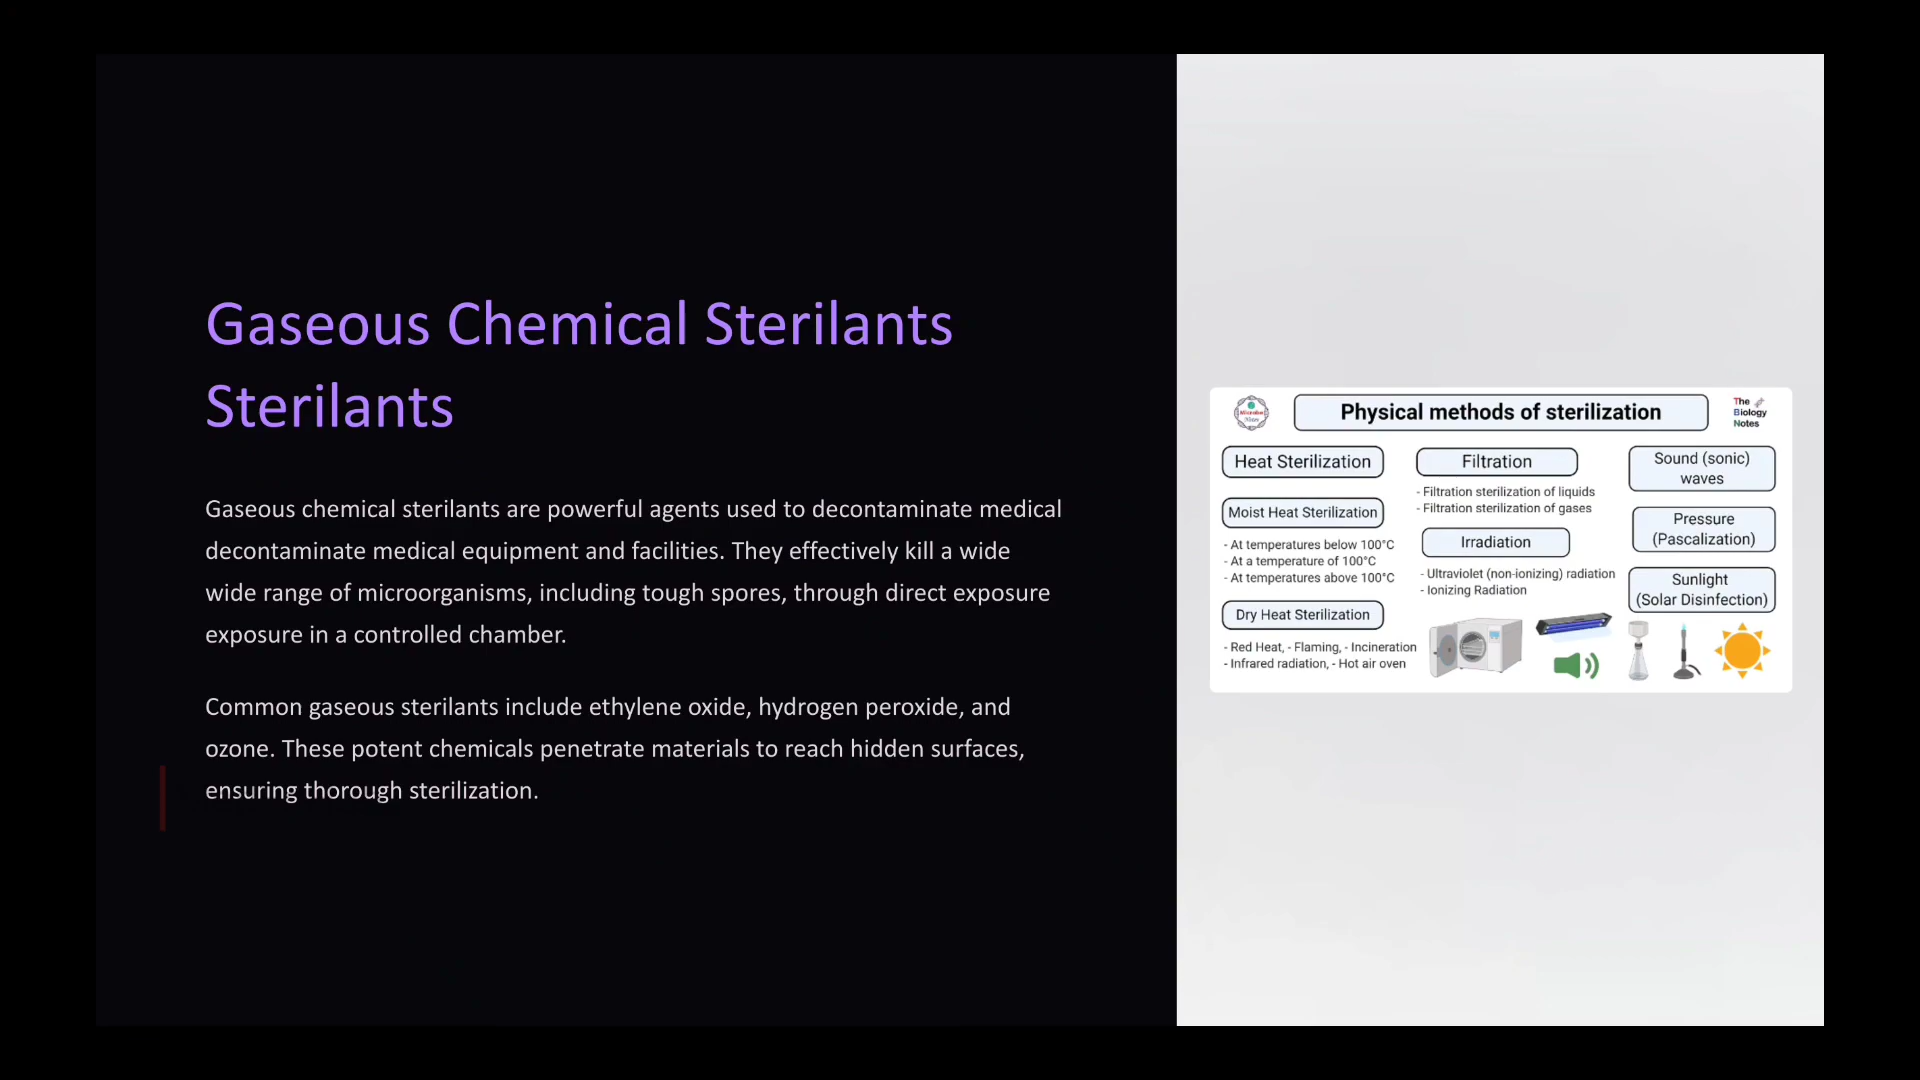 Gaseous Chemical Sterilants
Sterilants
Gaseous chemical sterilants are powerful agents used to decontaminate medical
decontaminate medical equipment and facilities. They effectively kill a wide
wide range of microorganisms, including tough spores, through direct exposure
exposure in a controlled chamber.
Common gaseous sterilants include ethylene oxide, hydrogen peroxide, and
ozone. These potent chemicals penetrate materials to reach hidden surfaces,
ensuring thorough sterilization.
Physical methods of sterilization
The
Biology
Notes
Heat Sterilization
Moist Heat Sterilization
- At temperatures below 100°C
- At a temperature of 100°C
- At temperatures above 100°C
Dry Heat Sterilization
- Red Heat, - Flaming, - Incineration
- Infrared radiation, - Hot air oven
Filtration
- Filtration sterilization of liquids
- Filtration sterilization of gases
Irradiation
- Ultraviolet (non-ionizing) radiation
- Ionizing Radiation
Sound (sonic)
waves
Pressure
(Pascalization)
Sunlight
(Solar Disinfection)